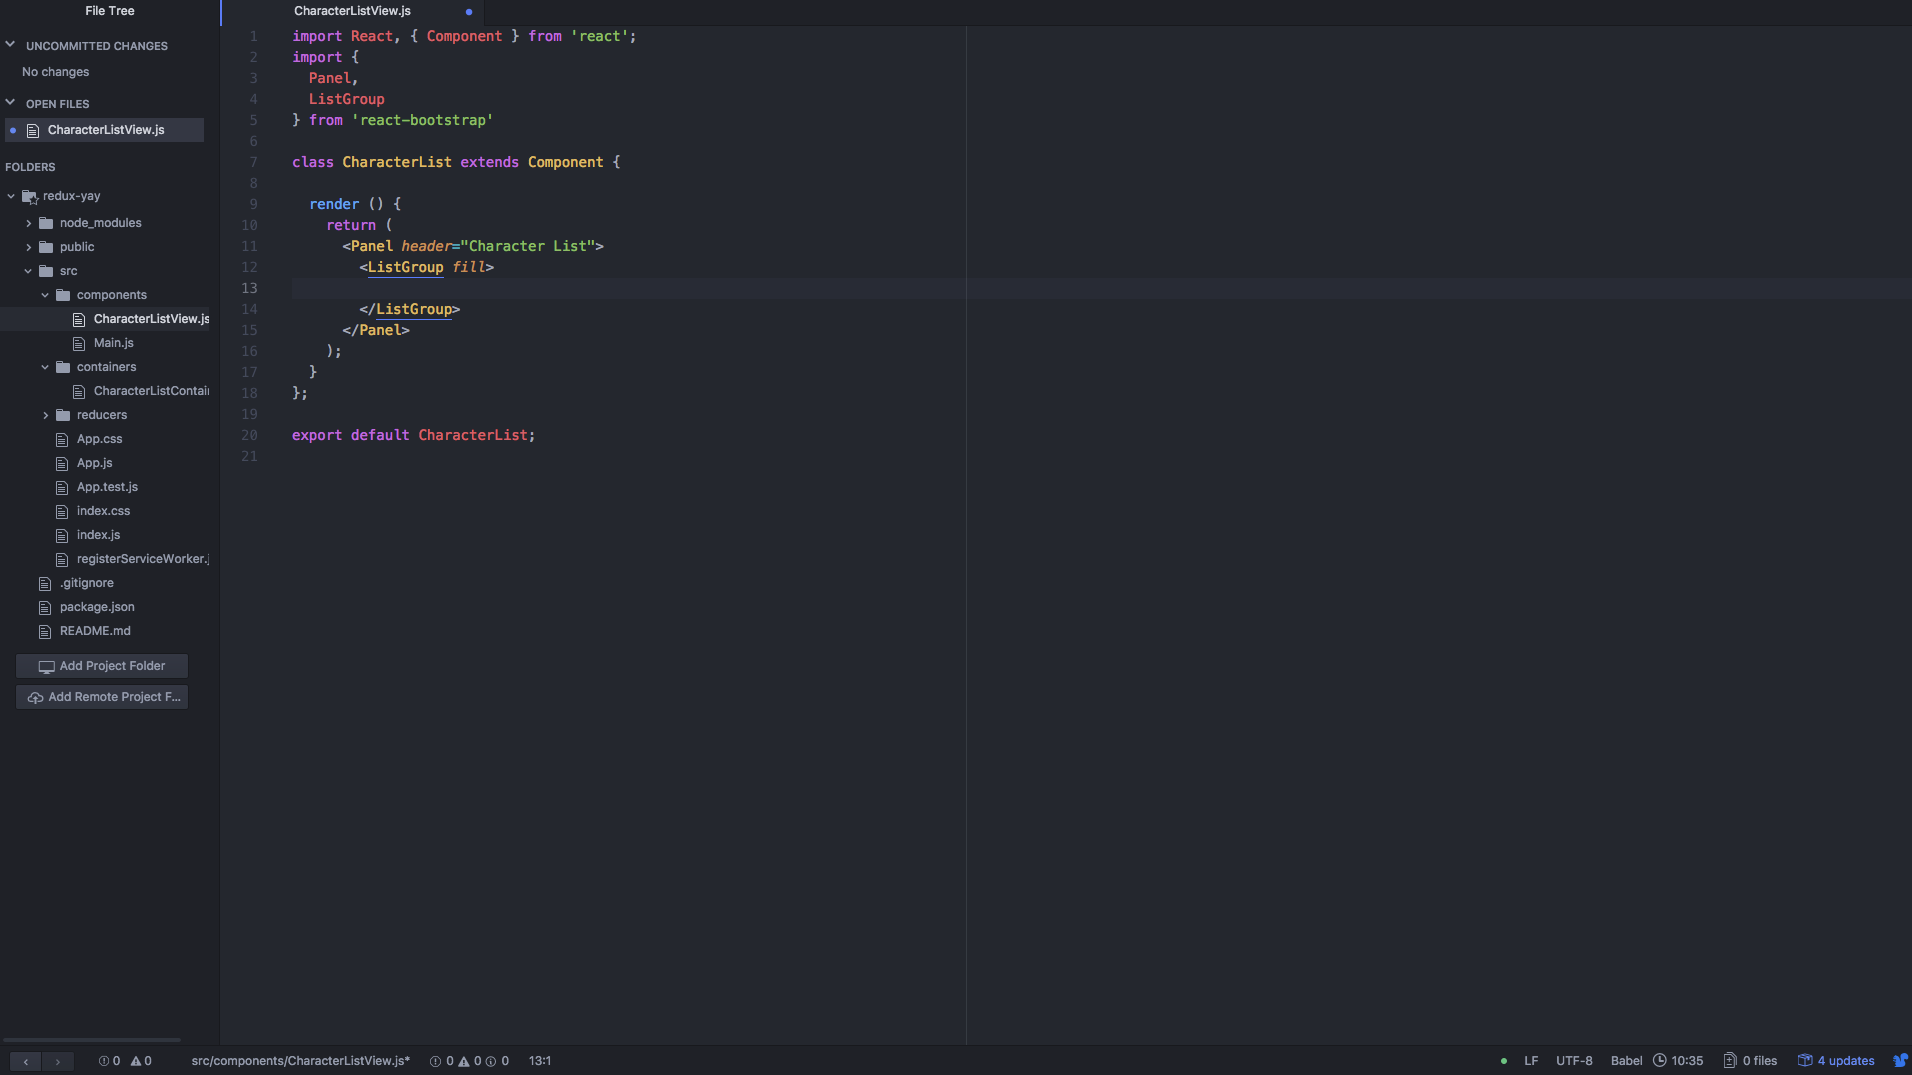 File Tree
UNCOMMITTED CHANGES
No changes
OPEN FILES
CharacterListView.js
FOLDERS
redux-yay
node_modules
public
src
components
CharacterListView.js
Main.js
containers
CharacterListContai
reducers
App.css
App.js
App.test.js
index.css
index.js
registerServiceWorker.j
.gitignore
package.json
README.md
Add Project Folder
Add Remote Project F...
CharacterListView.js
1 import React, { Component } from 'react';
2 import {
3 Panel,
4 ListGroup
5 } from 'react-bootstrap'
6
7 class CharacterList extends Component {
8
9 render () {
10 return (
11 <Panel header="Character List">
12 <ListGroup fill>
13
14 </ListGroup>
15 </Panel>
16 );
17 }
18 };
19
20 export default CharacterList;
21
0 0 src/components/CharacterListView.js* 0 0 0 13:1 LF UTF-8 Babel 10:35 0 files 4 updates